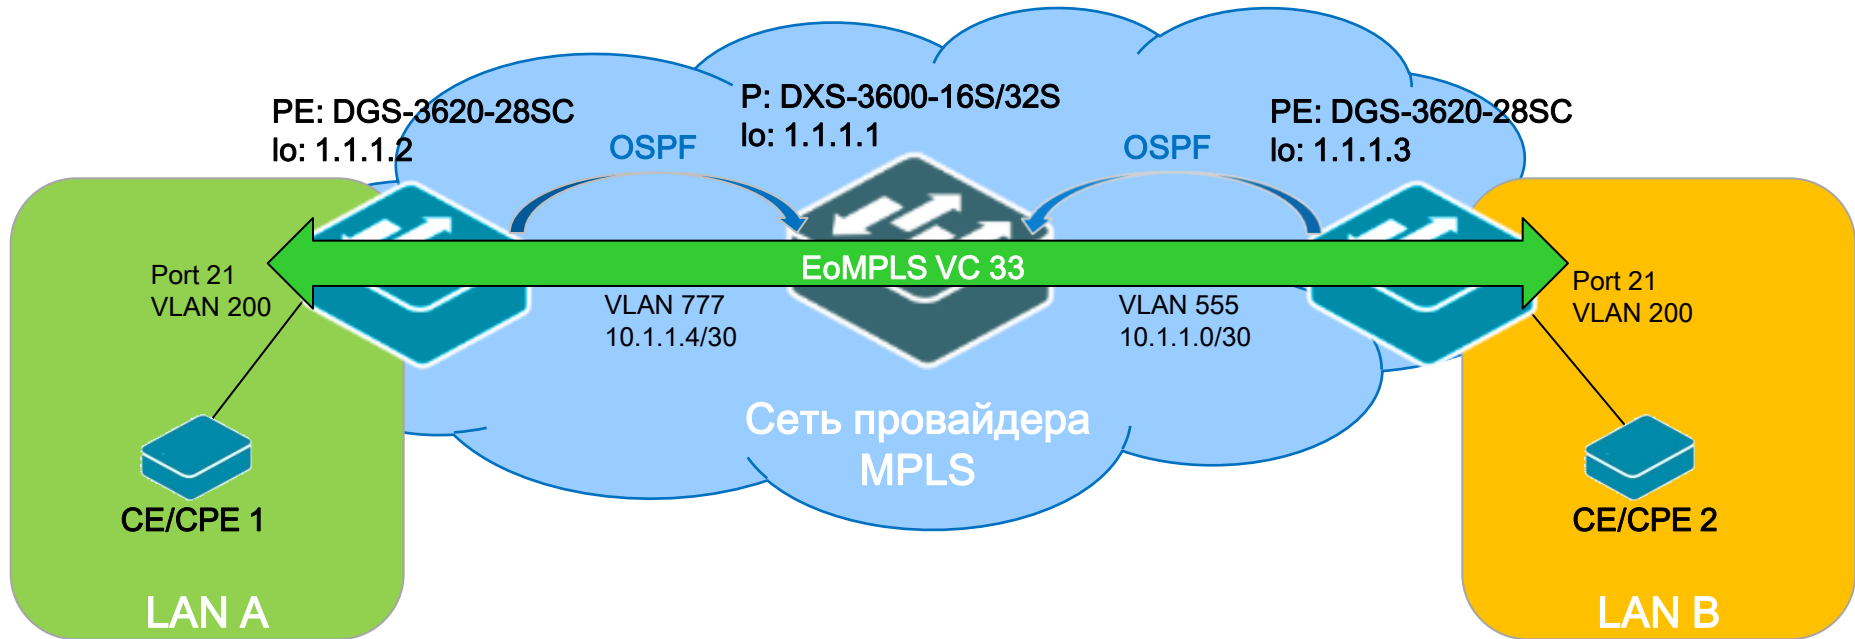 PE: DGS-3620-28SC
lo: 1.1.1.2
OSPF
P: DXS-3600-16S/32S
lo: 1.1.1.1
OSPF
PE: DGS-3620-28SC
lo: 1.1.1.3
Port 21
VLAN 200
EoMPLS VC 33
VLAN 777
10.1.1.4/30
VLAN 555
10.1.1.0/30
Port 21
VLAN 200
Сеть провайдера
MPLS
CE/CPE 1
CE/CPE 2
LAN A
LAN B